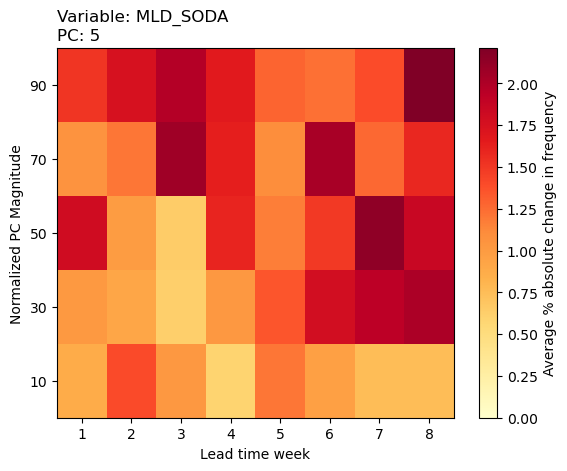 Variable: MLD_SODA
PC: 5
90
70
50
30
10
Normalized PC Magnitude
1 2 3 4 5 6 7 8
Lead time week
2.00
1.75
1.50
1.25
1.00
0.75
0.50
0.25
0.00
Average % absolute change in frequency